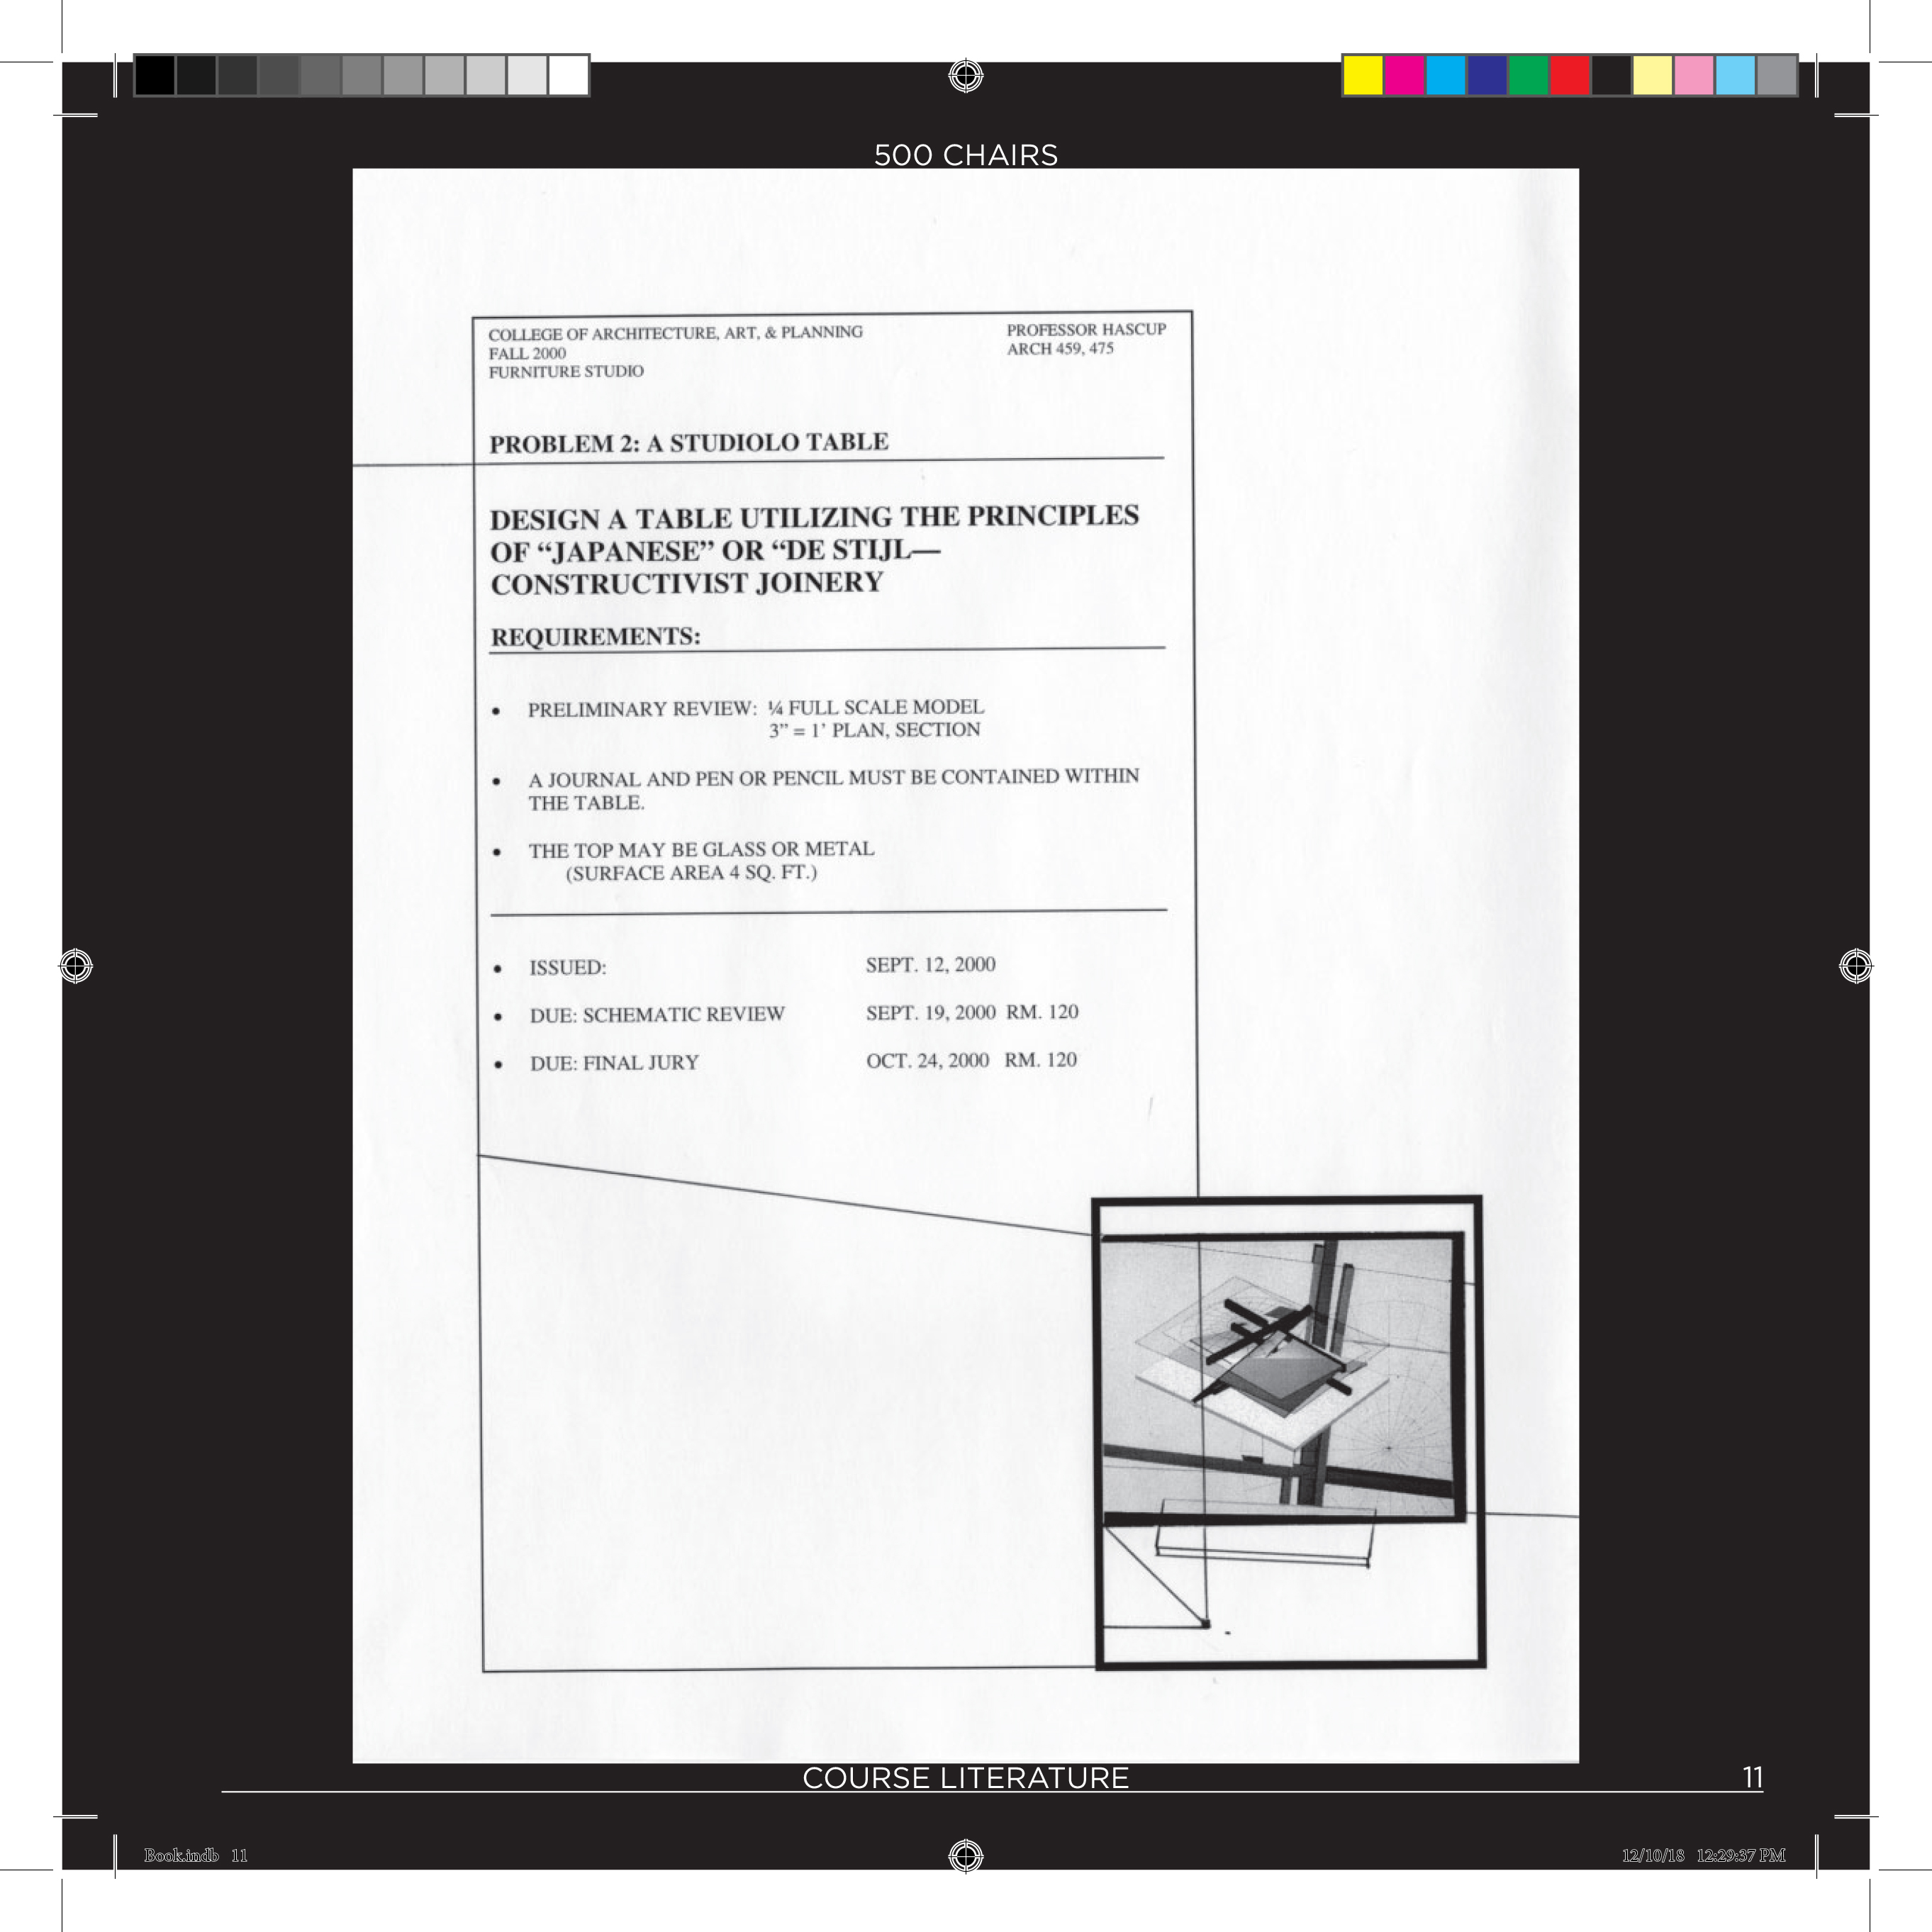 500 CHAIRS
COLLEGE OF ARCHITECTURE, ART, & PLANNING
FALL 2000
FURNITURE STUDIO
PROFESSOR HASCUP
ARCH 459, 475
PROBLEM 2: A STUDIOLO TABLE
DESIGN A TABLE UTILIZING THE PRINCIPLES
OF “JAPANESE” OR “DE STIJL—
CONSTRUCTIVIST JOINERY
REQUIREMENTS:
• PRELIMINARY REVIEW: ¼ FULL SCALE MODEL
3” = 1’ PLAN, SECTION
• A JOURNAL AND PEN OR PENCIL MUST BE CONTAINED WITHIN
THE TABLE.
• THE TOP MAY BE GLASS OR METAL
(SURFACE AREA 4 SQ. FT.)
• ISSUED: SEPT. 12, 2000
• DUE: SCHEMATIC REVIEW SEPT. 19, 2000 RM. 120
• DUE: FINAL JURY OCT. 24, 2000 RM. 120
COURSE LITERATURE
11
Book.indb 11
12/10/18 12:29:37 PM